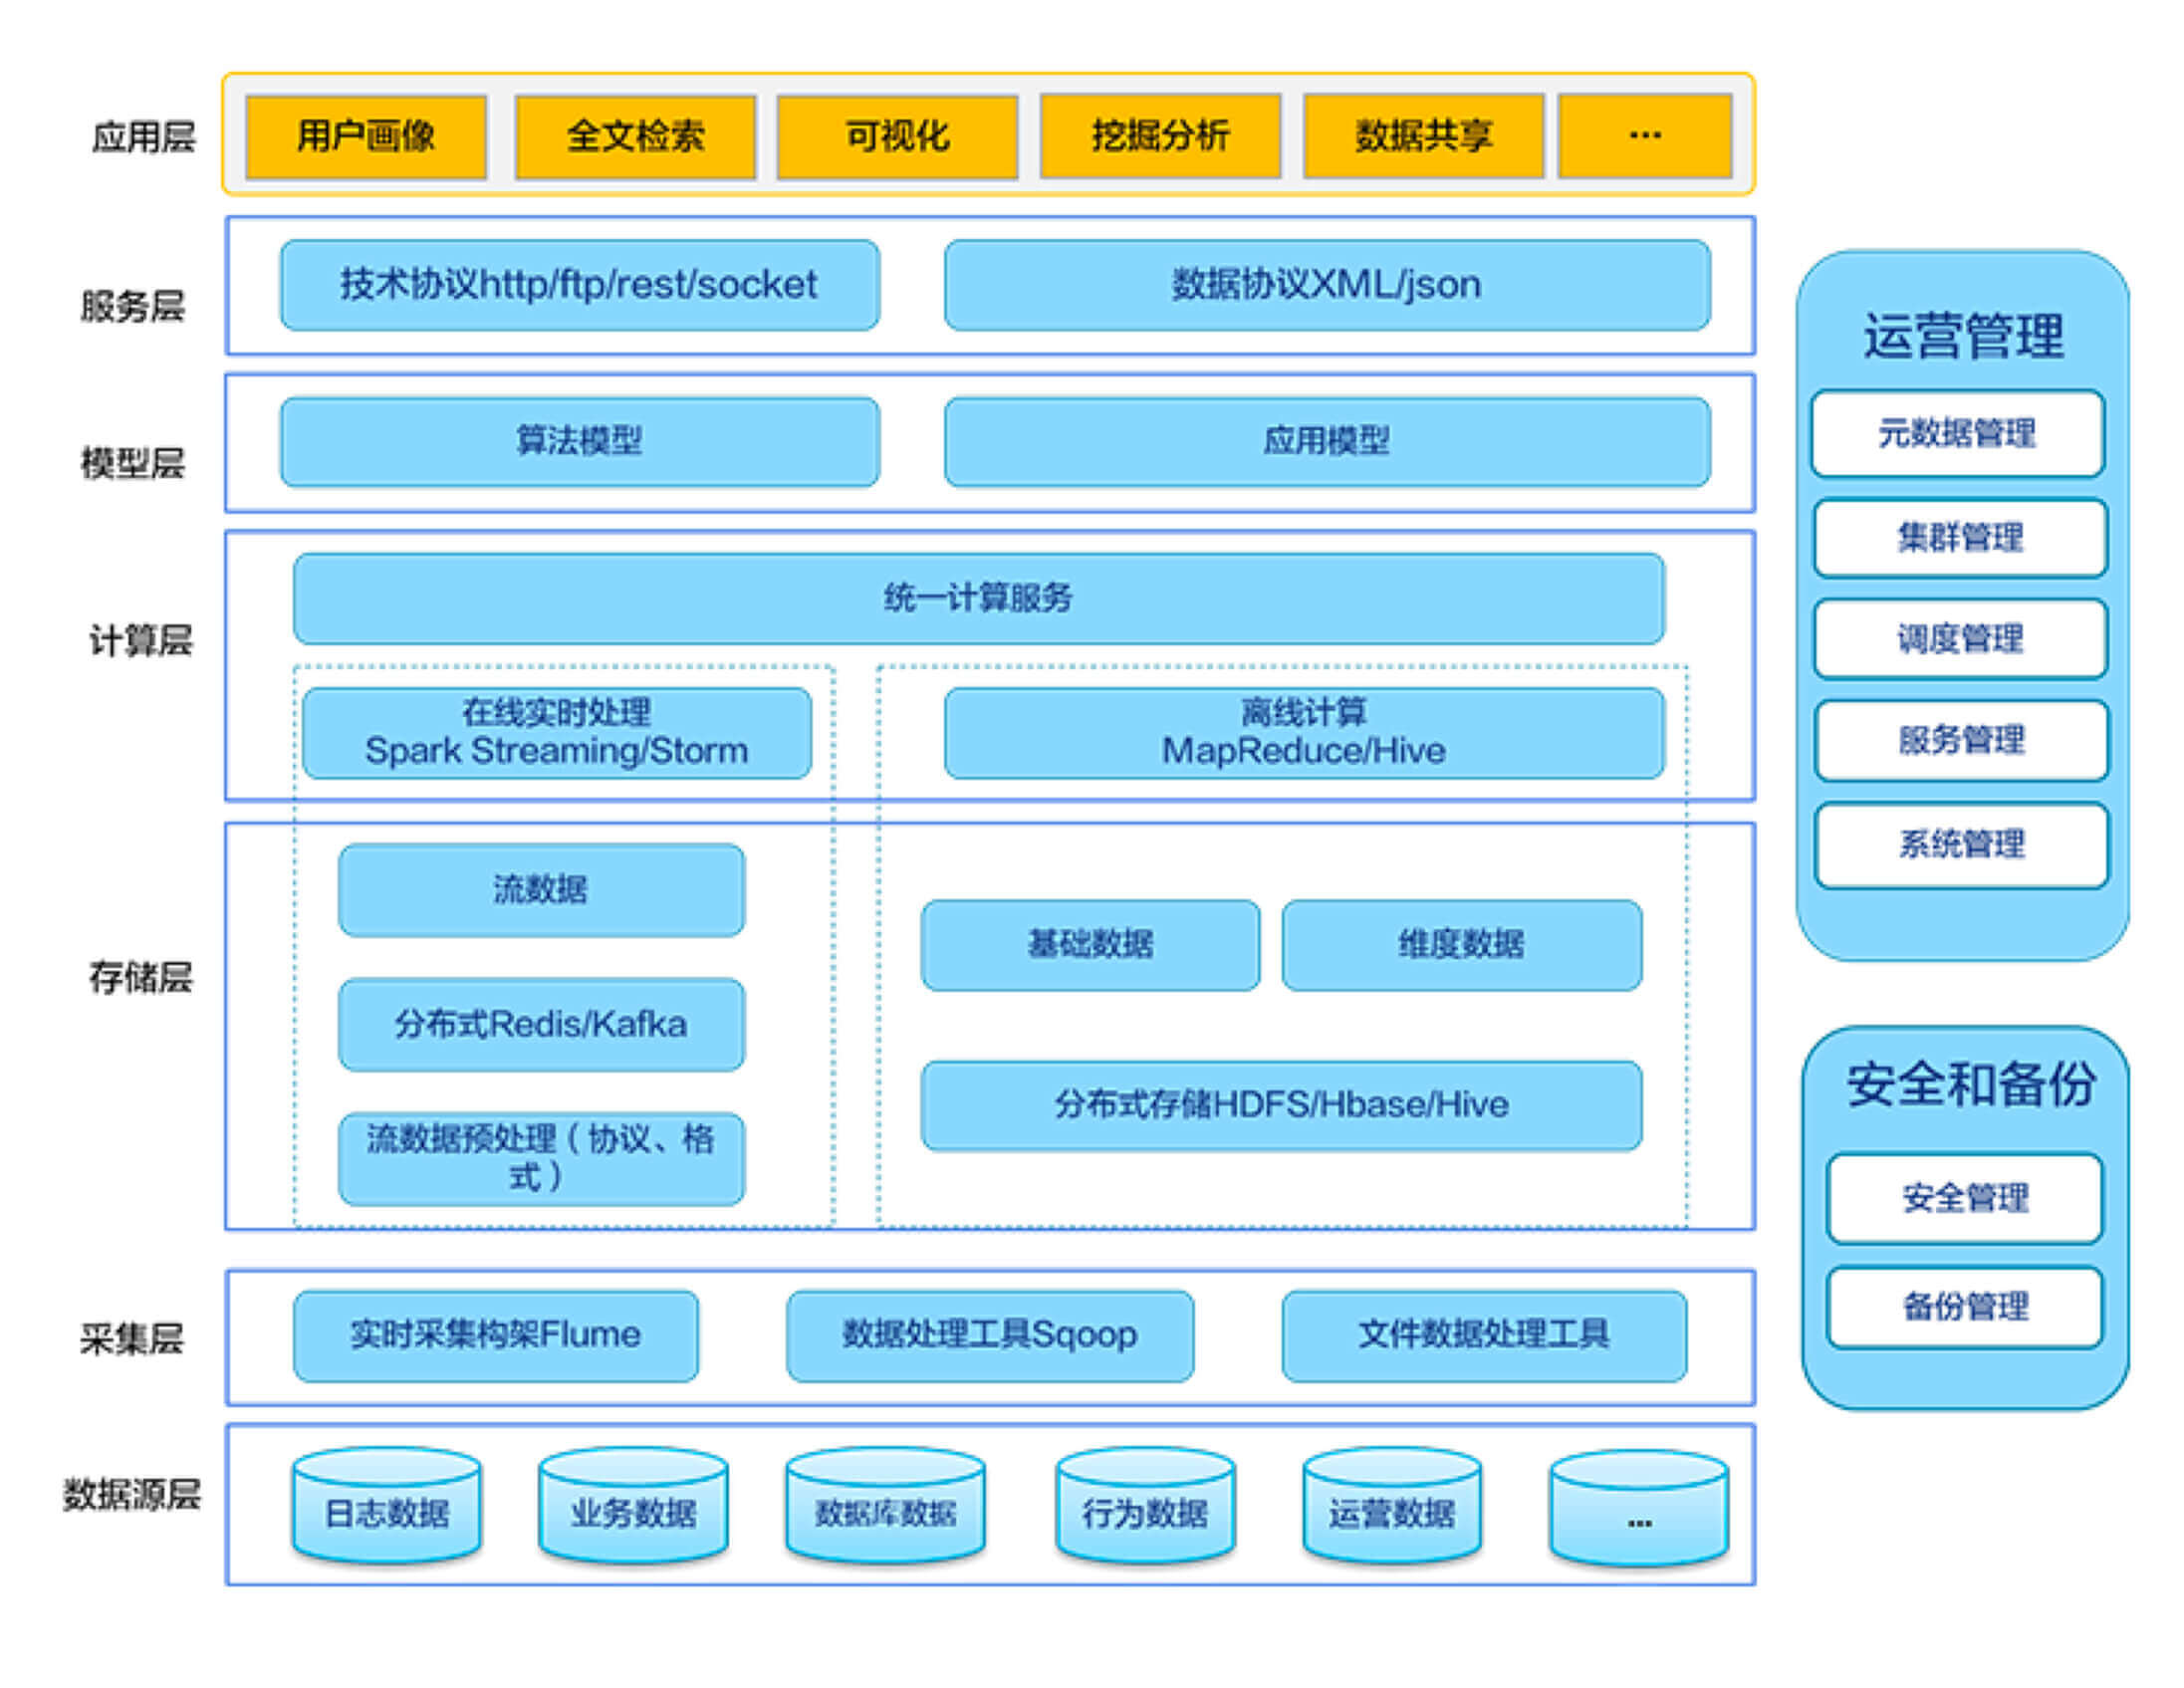 应用层
用户画像
全文检索
可视化
挖掘分析
数据共享
...
服务层
技术协议http/ftp/rest/socket
数据协议XML/json
模型层
算法模型
应用模型
计算层
统一计算服务
在线实时处理
Spark Streaming/Storm
离线计算
MapReduce/Hive
存储层
流数据
分布式Redis/Kafka
流数据预处理（协议、格
式）
基础数据
维度数据
分布式存储HDFS/Hbase/Hive
采集层
实时采集构架Flume
数据处理工具Sqoop
文件数据处理工具
数据源层
日志数据
业务数据
数据库数据
行为数据
运营数据
...
运营管理
元数据管理
集群管理
调度管理
服务管理
系统管理
安全和备份
安全管理
备份管理